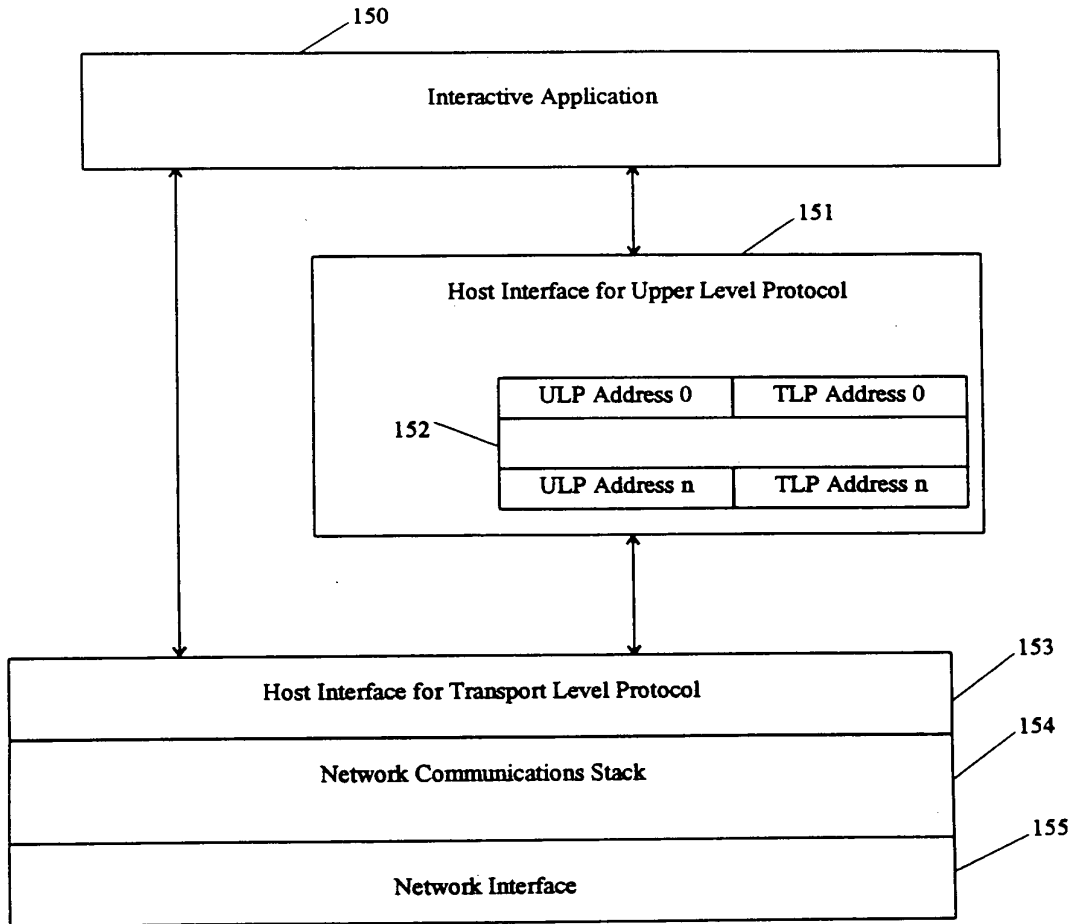 150
Interactive Application
151
Host Interface for Upper Level Protocol
ULP Address 0 TLP Address 0
152
ULP Address n TLP Address n
153
Host Interface for Transport Level Protocol
154
Network Communications Stack
155
Network Interface